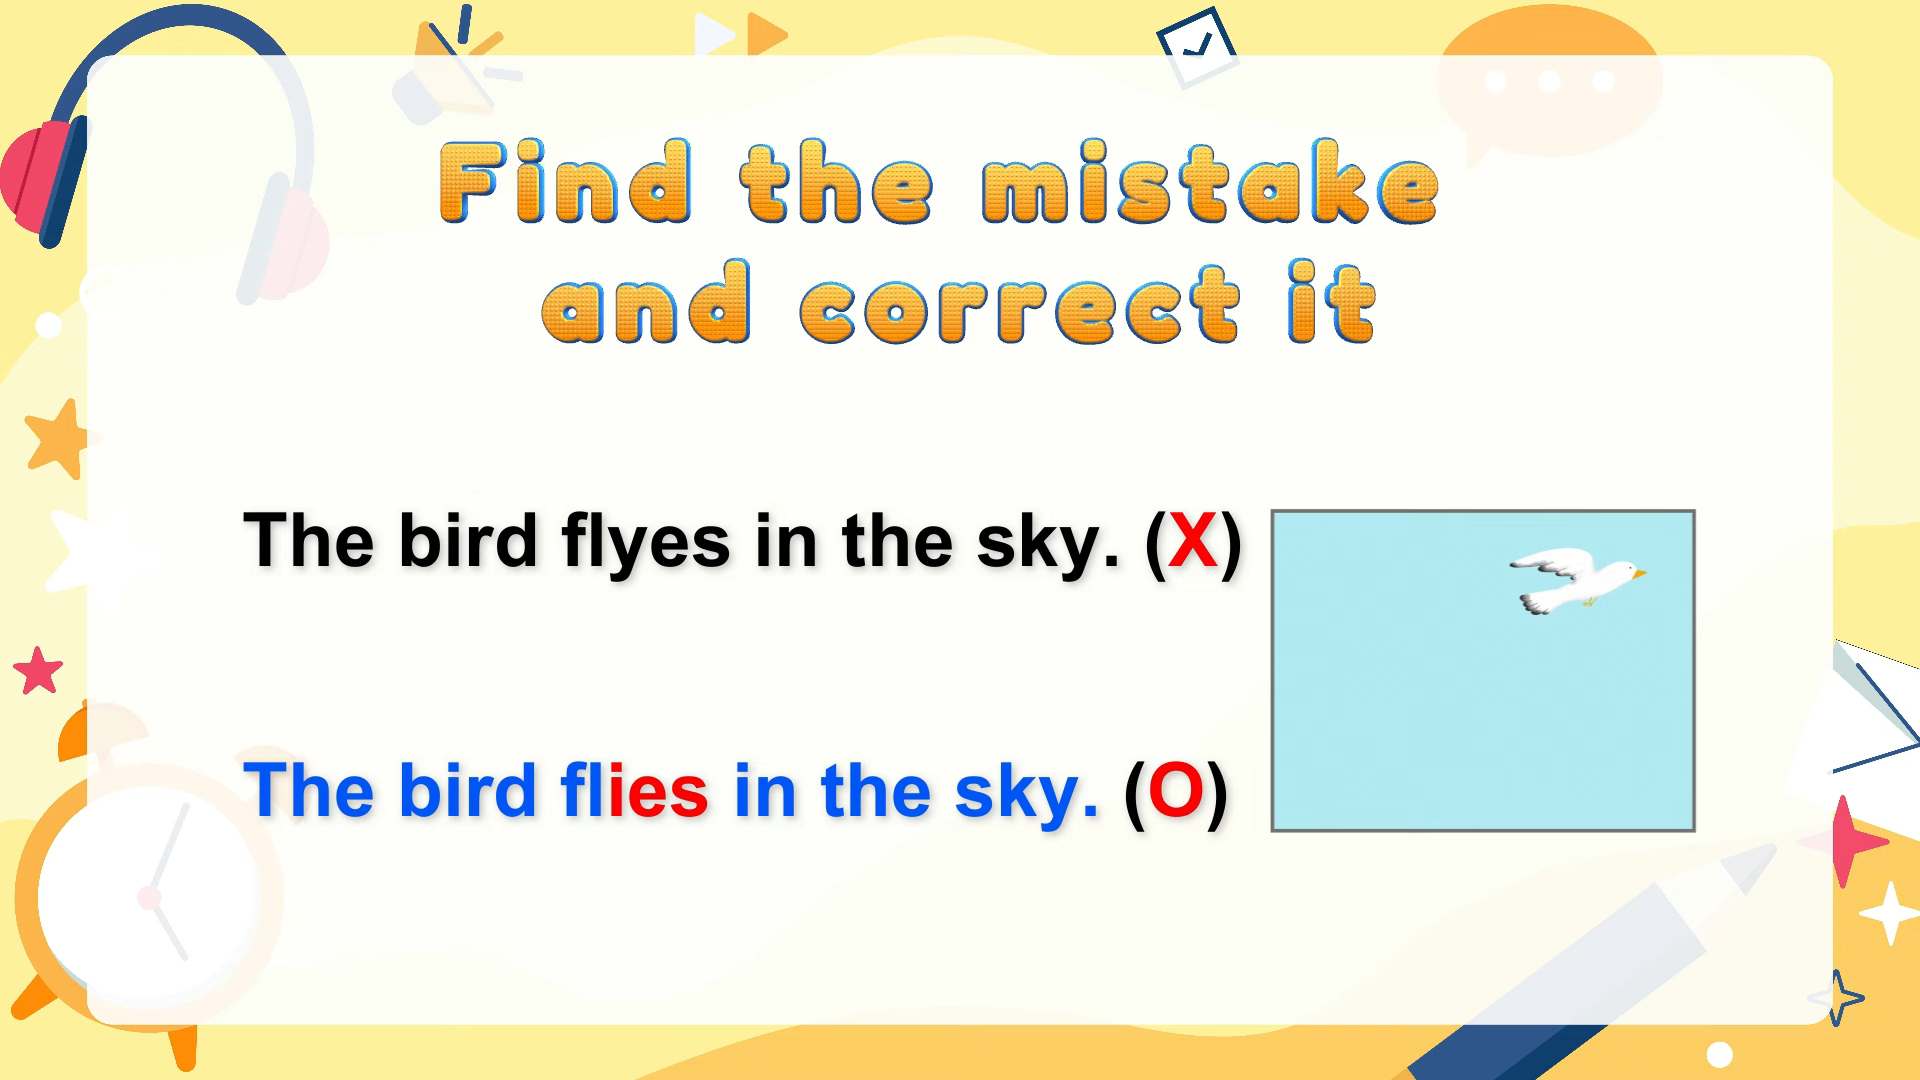 Find the mistake
and correct it
The bird flyes in the sky. (X)
The bird flies in the sky. (O)